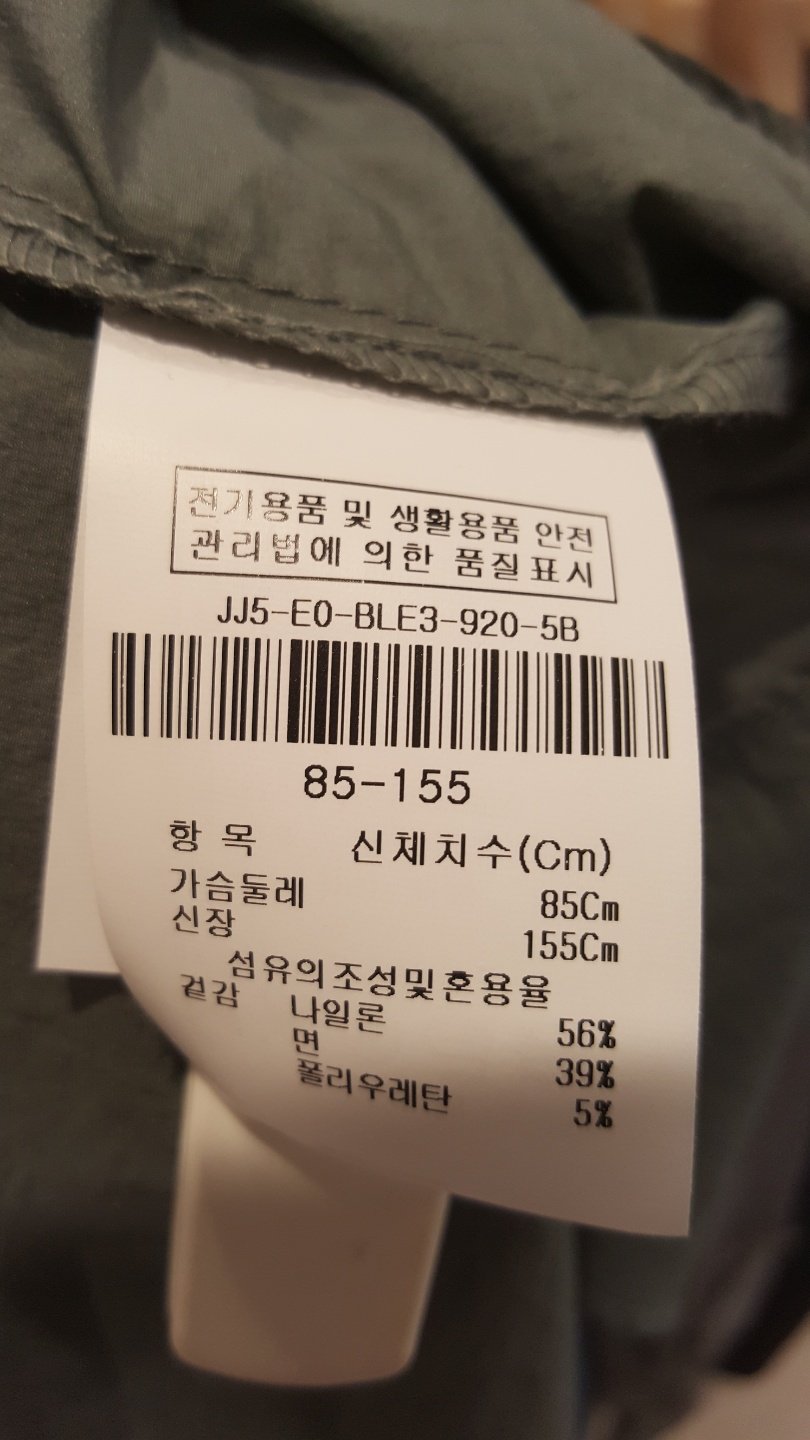 전기용품 및 생활용품 안전
관리법에 의한 품질표시
JJ5-E0-BLE3-920-5B
85-155
항 목 신체치수(Cm)
가슴둘레 85Cm
신장 155Cm
섬유의조성및혼용율
겉감 나일론 56%
면 39%
폴리우레탄 5%